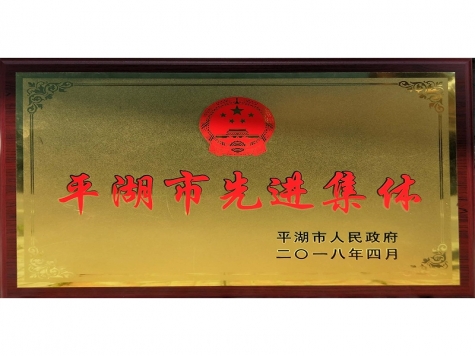 平湖市先进集体
平湖市人民政府
二〇一八年四月